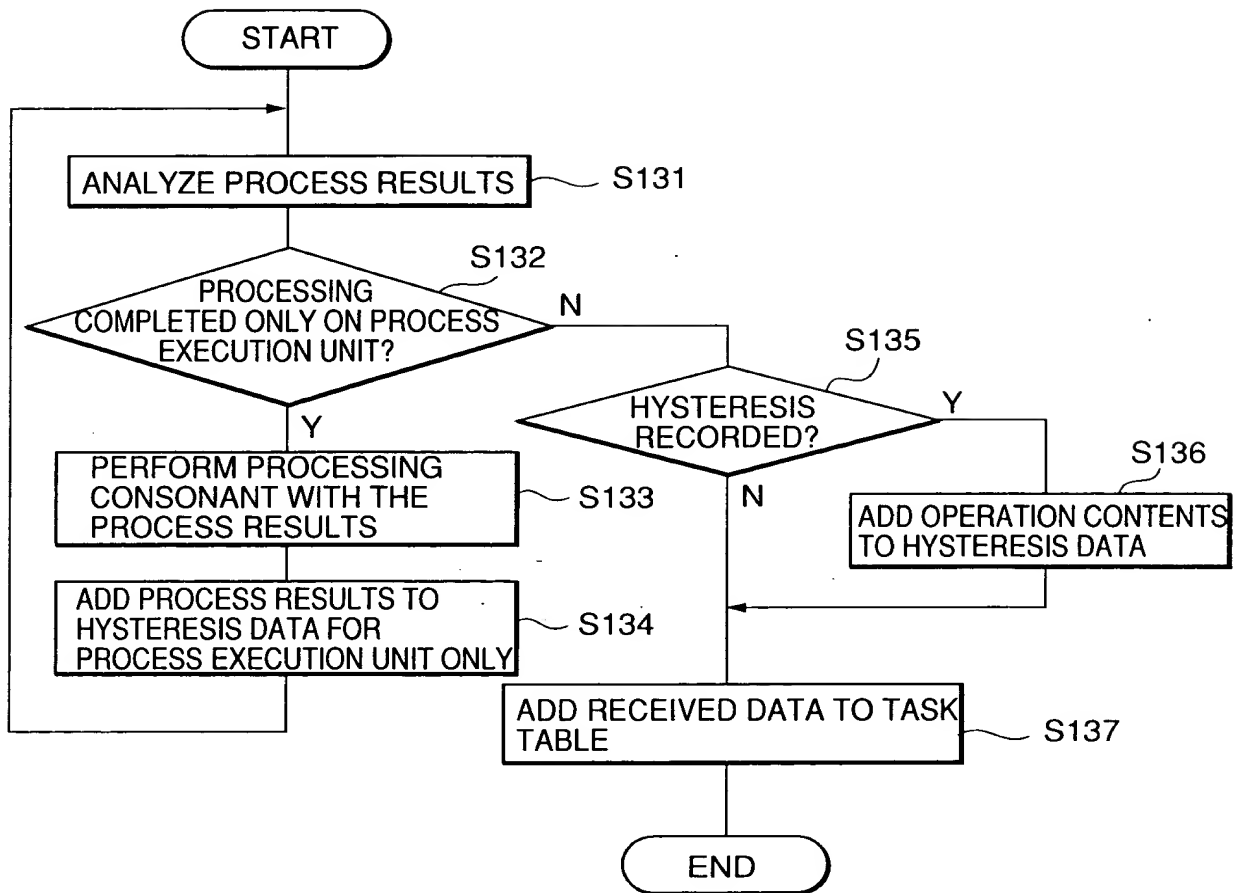 START
ANALYZE PROCESS RESULTS
S131
S132
PROCESSING
COMPLETED ONLY ON PROCESS
EXECUTION UNIT?
N
Y
S135
HYSTERESIS
RECORDED?
Y
N
PERFORM PROCESSING
CONSONANT WITH THE
PROCESS RESULTS
S133
S136
ADD OPERATION CONTENTS
TO HYSTERESIS DATA
ADD PROCESS RESULTS TO
HYSTERESIS DATA FOR
PROCESS EXECUTION UNIT ONLY
S134
ADD RECEIVED DATA TO TASK
TABLE
S137
END